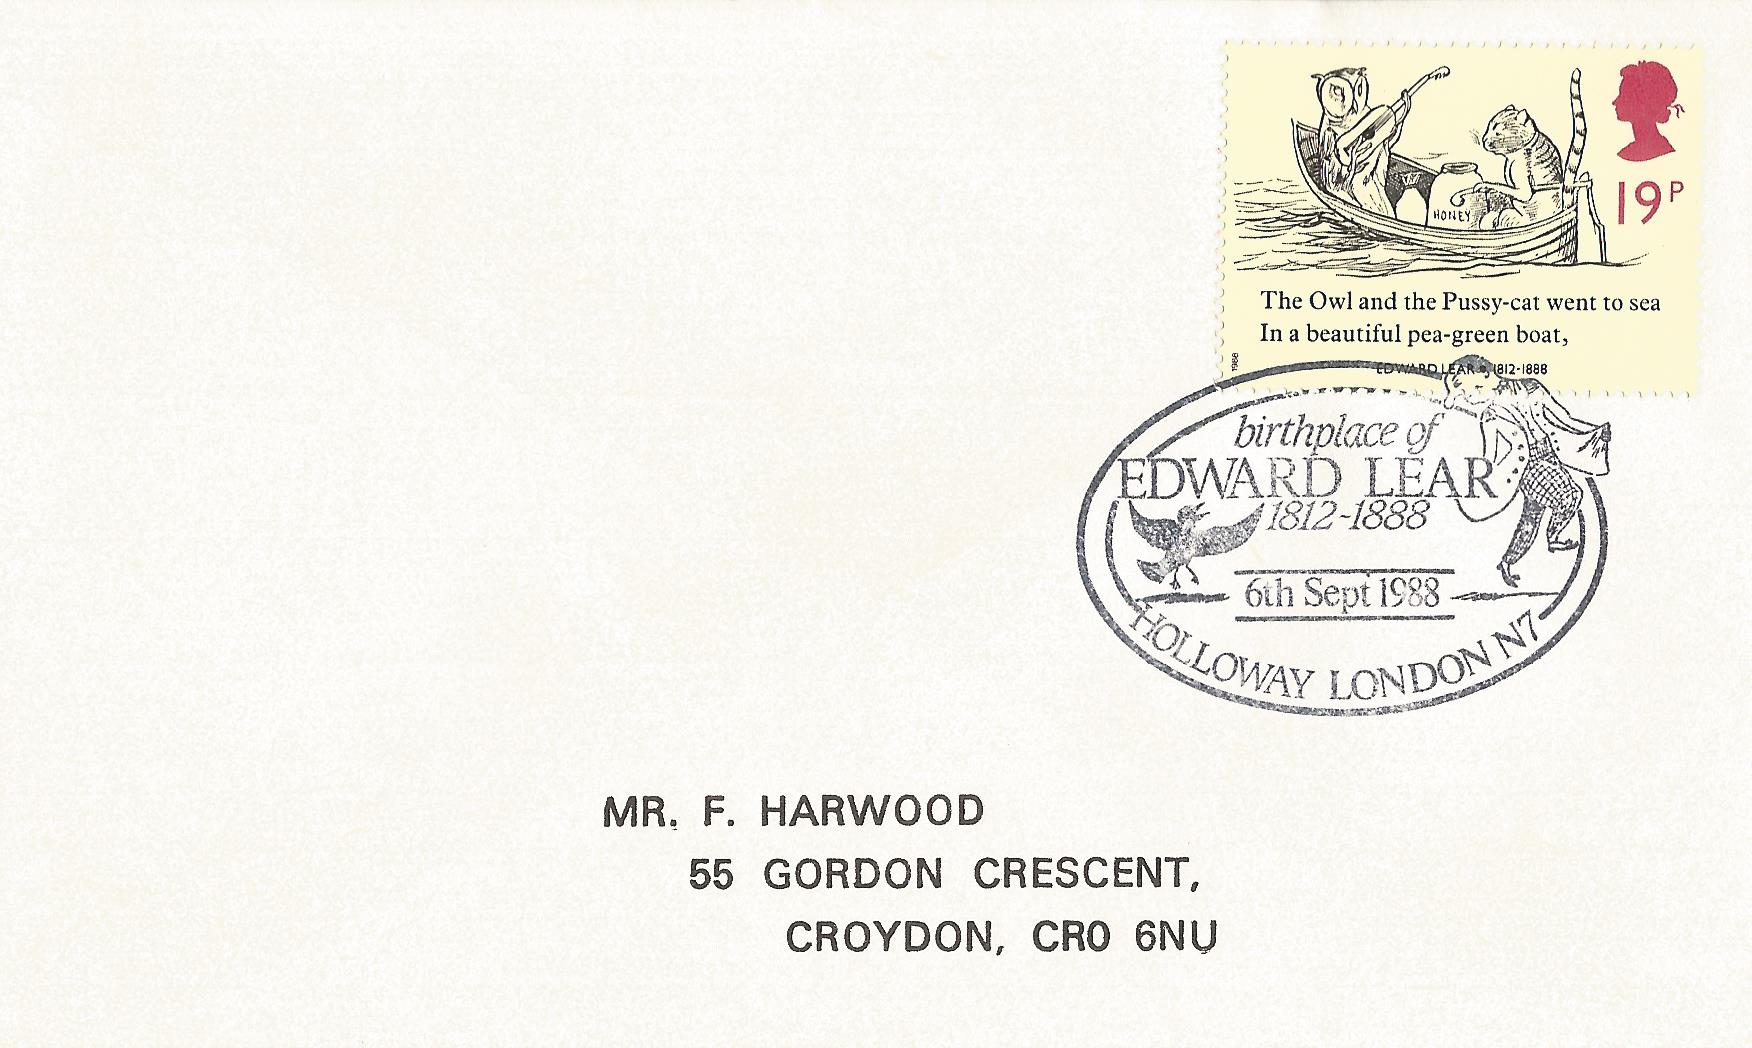 19P
HONEY
The Owl and the Pussy-cat went to sea
In a beautiful pea-green boat,
1988
EDWARD LEAR • 1812-1888
birthplace of
EDWARD LEAR
1812-1888
6th Sept 1988
HOLLOWAY LONDON N7
MR. F. HARWOOD
55 GORDON CRESCENT,
CROYDON, CR0 6NU